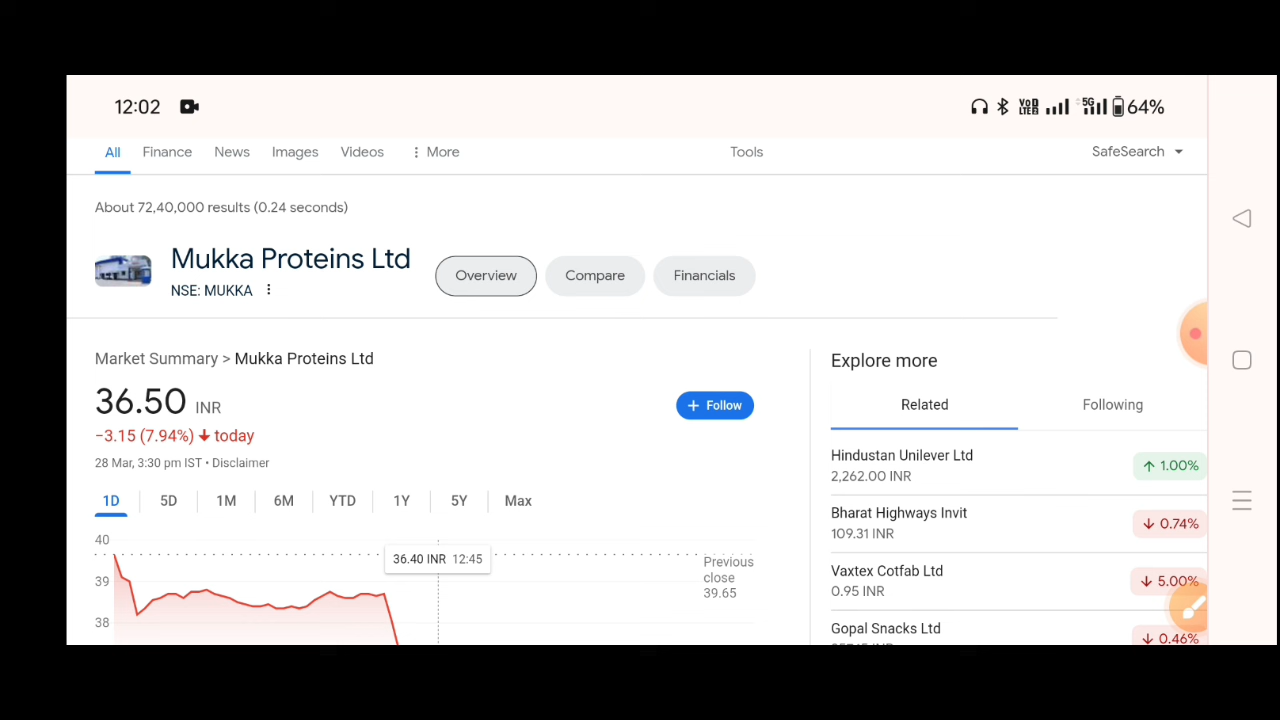 12:02 VoD LTE 5G 64%
All Finance News Images Videos More Tools SafeSearch
About 72,40,000 results (0.24 seconds)
Mukka Proteins Ltd
NSE: MUKKA
Overview Compare Financials
Market Summary > Mukka Proteins Ltd
36.50 INR
+ Follow
−3.15 (7.94%) ↓ today
28 Mar, 3:30 pm IST • Disclaimer
1D 5D 1M 6M YTD 1Y 5Y Max
40
39
38
36.40 INR 12:45
Previous
close
39.65
Explore more
Related Following
Hindustan Unilever Ltd
2,262.00 INR
↑ 1.00%
Bharat Highways Invit
109.31 INR
↓ 0.74%
Vaxtex Cotfab Ltd
0.95 INR
↓ 5.00%
Gopal Snacks Ltd
↓ 0.46%